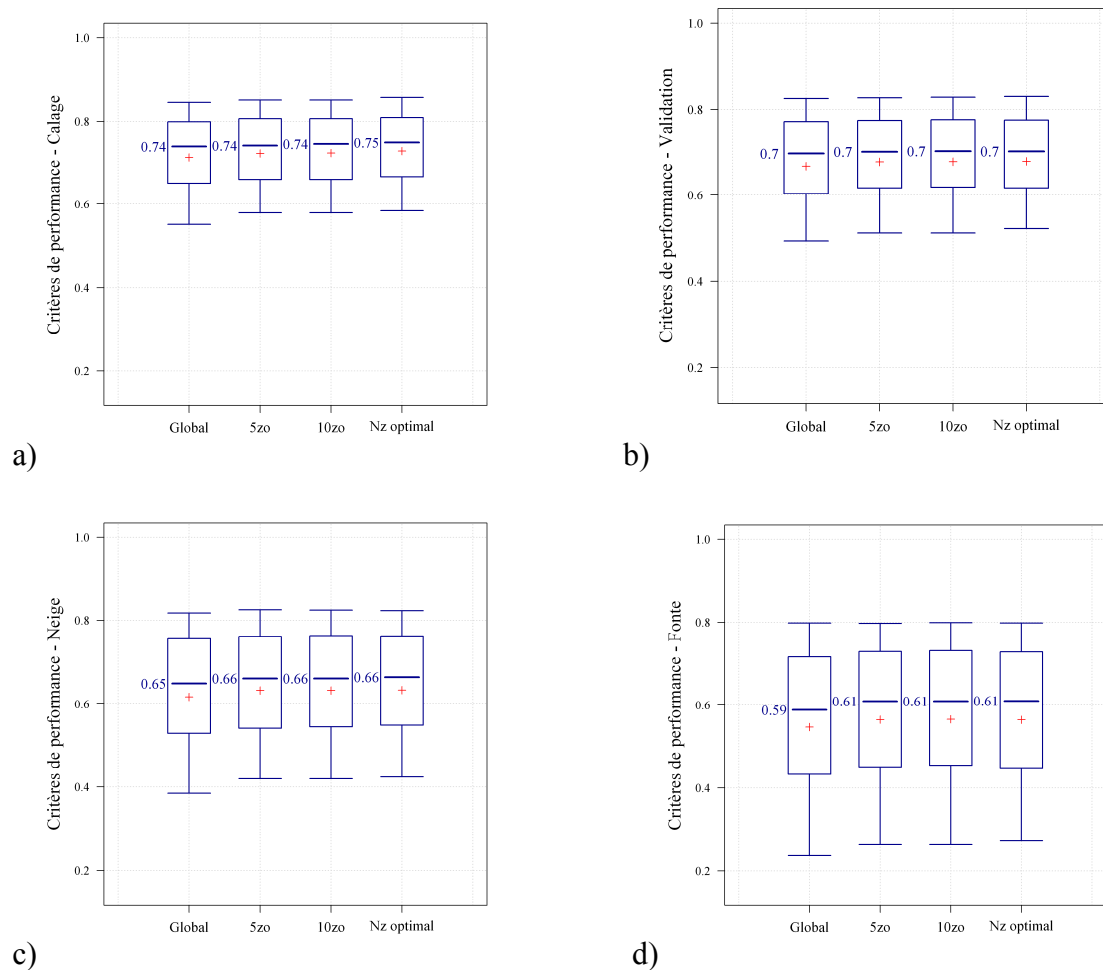 Critères de performance - Calage
1.0
0.8
0.6
0.4
0.2
0.74
0.74
0.74
0.75
Global
5zo
10zo
Nz optimal
a)
Critères de performance - Validation
1.0
0.8
0.6
0.4
0.2
0.7
0.7
0.7
0.7
Global
5zo
10zo
Nz optimal
b)
Critères de performance - Neige
1.0
0.8
0.6
0.4
0.2
0.65
0.66
0.66
0.66
Global
5zo
10zo
Nz optimal
c)
Critères de performance - Fonte
1.0
0.8
0.6
0.4
0.2
0.59
0.61
0.61
0.61
Global
5zo
10zo
Nz optimal
d)